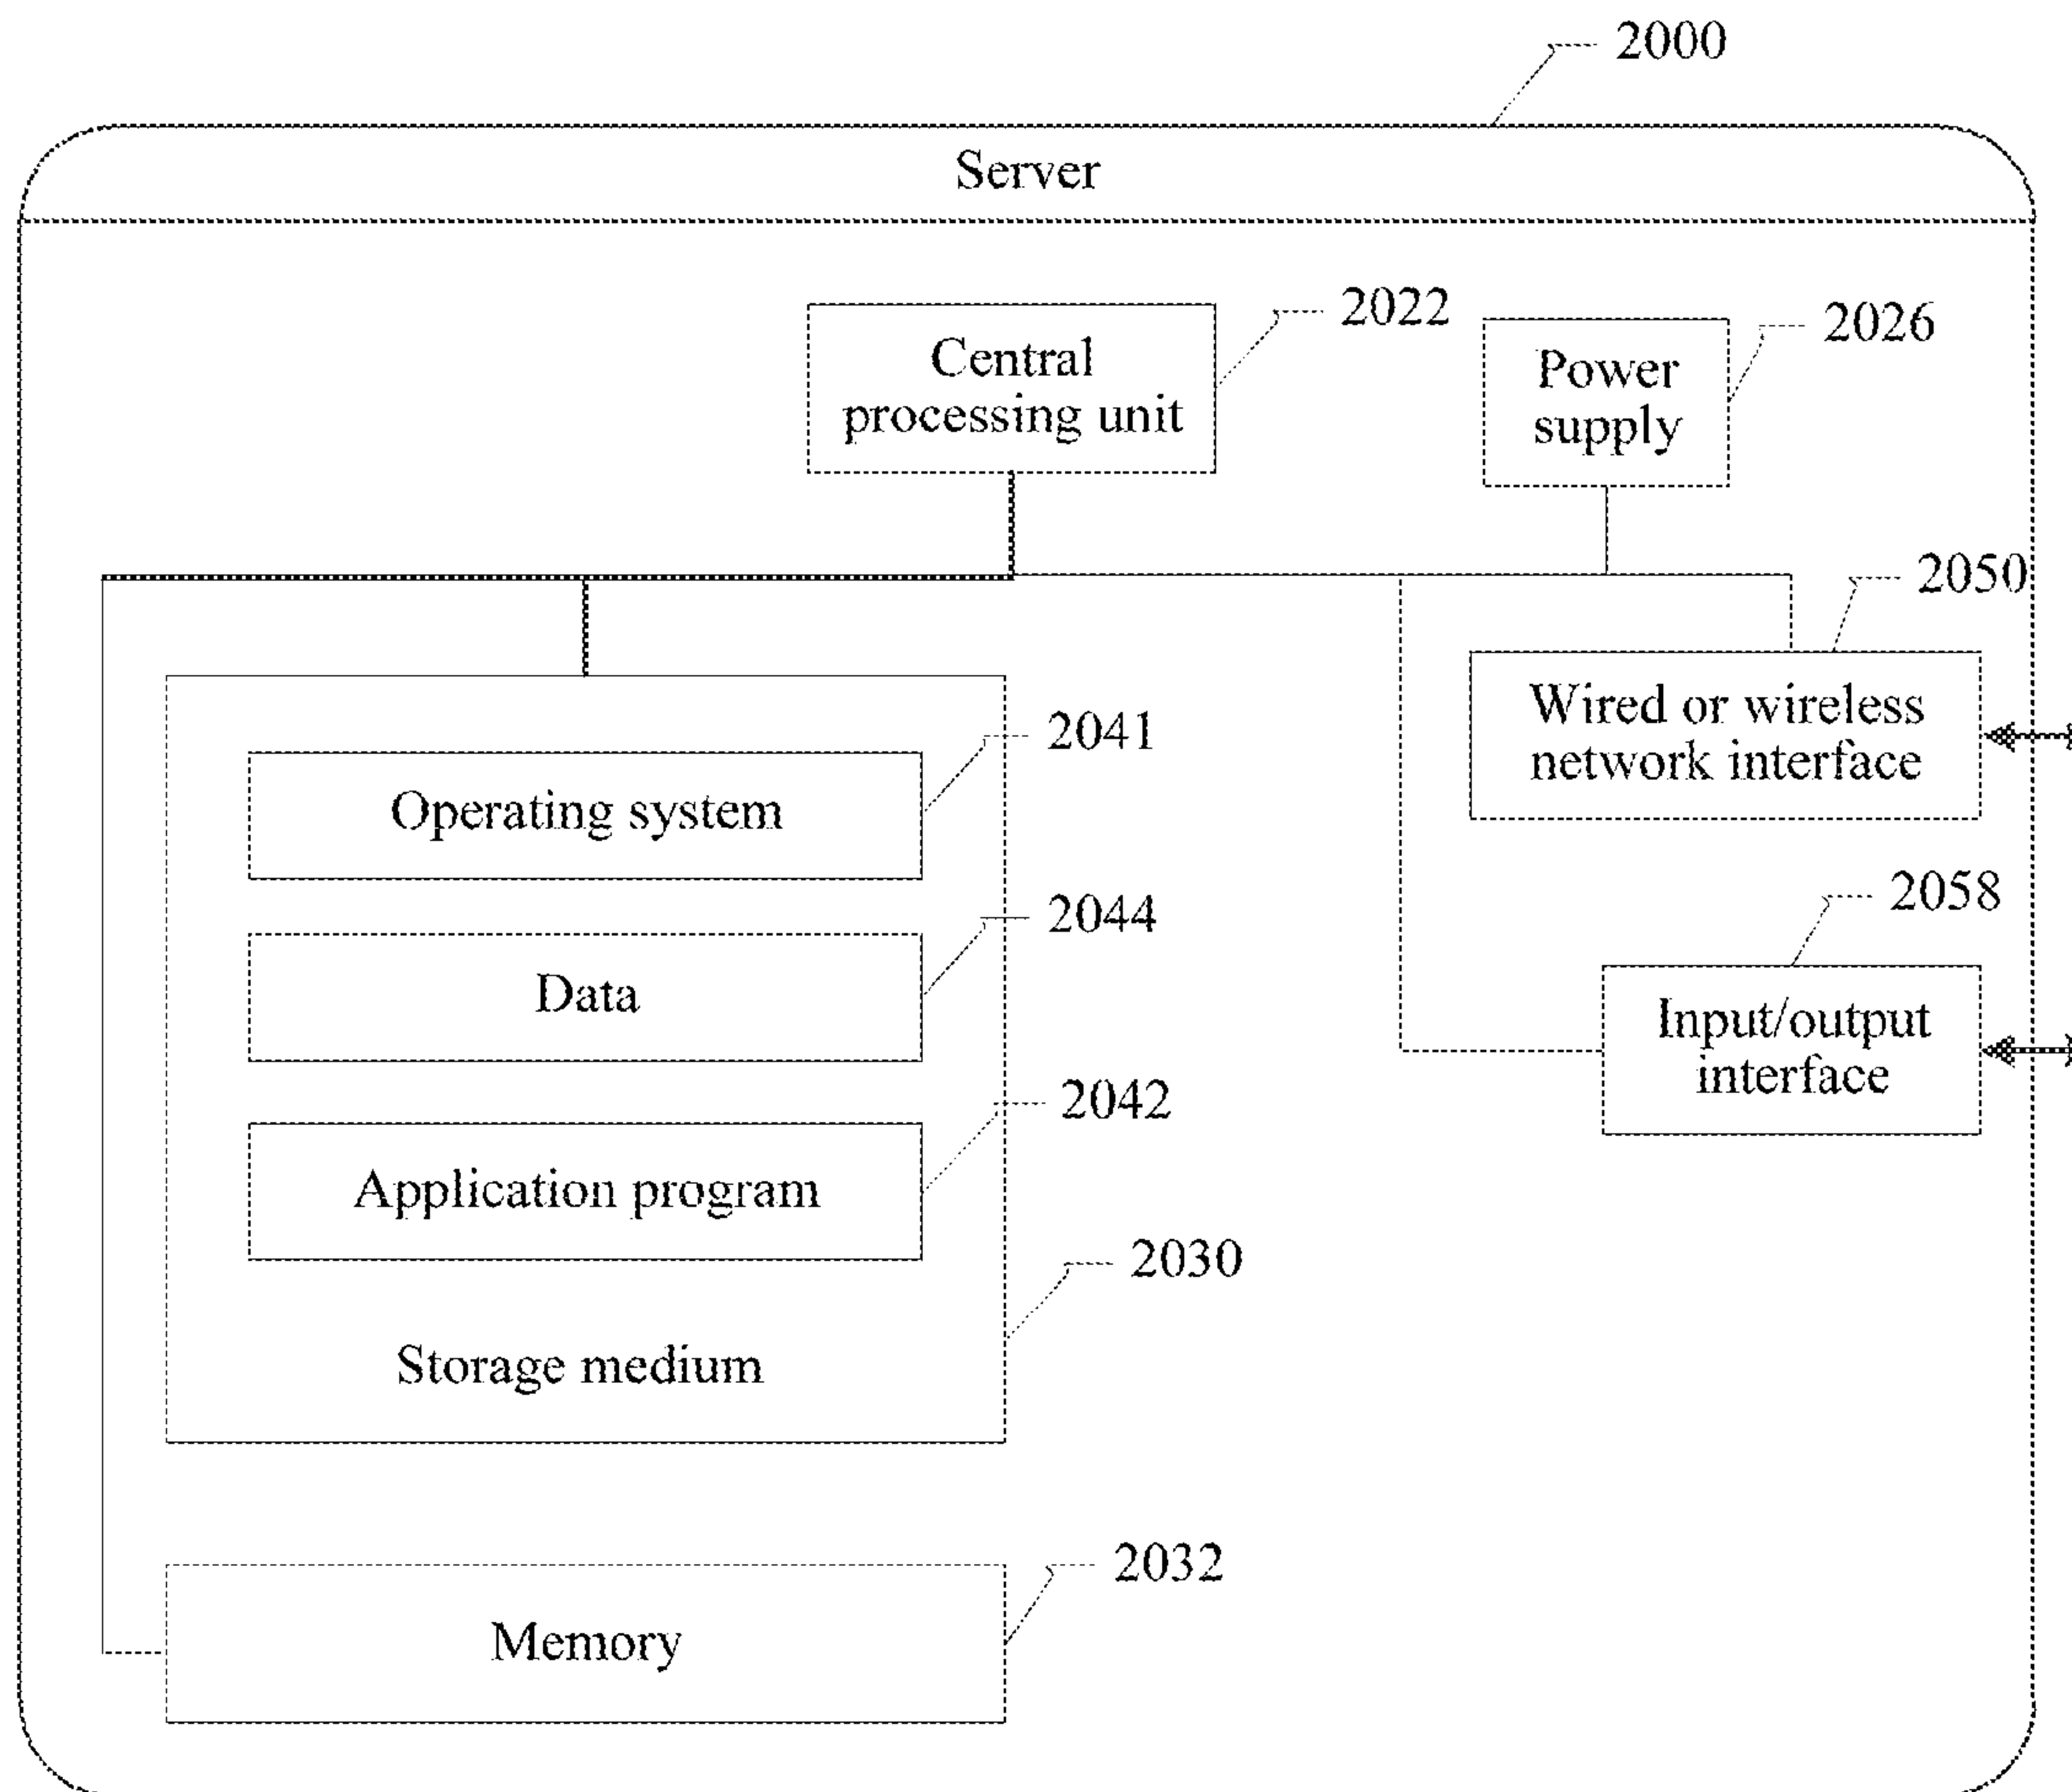 2000
Server
2022
Central
processing unit
2026
Power
supply
2050
Wired or wireless
network interface
2041
Operating system
2044
Data
2058
Input/output
interface
2042
Application program
2030
Storage medium
2032
Memory